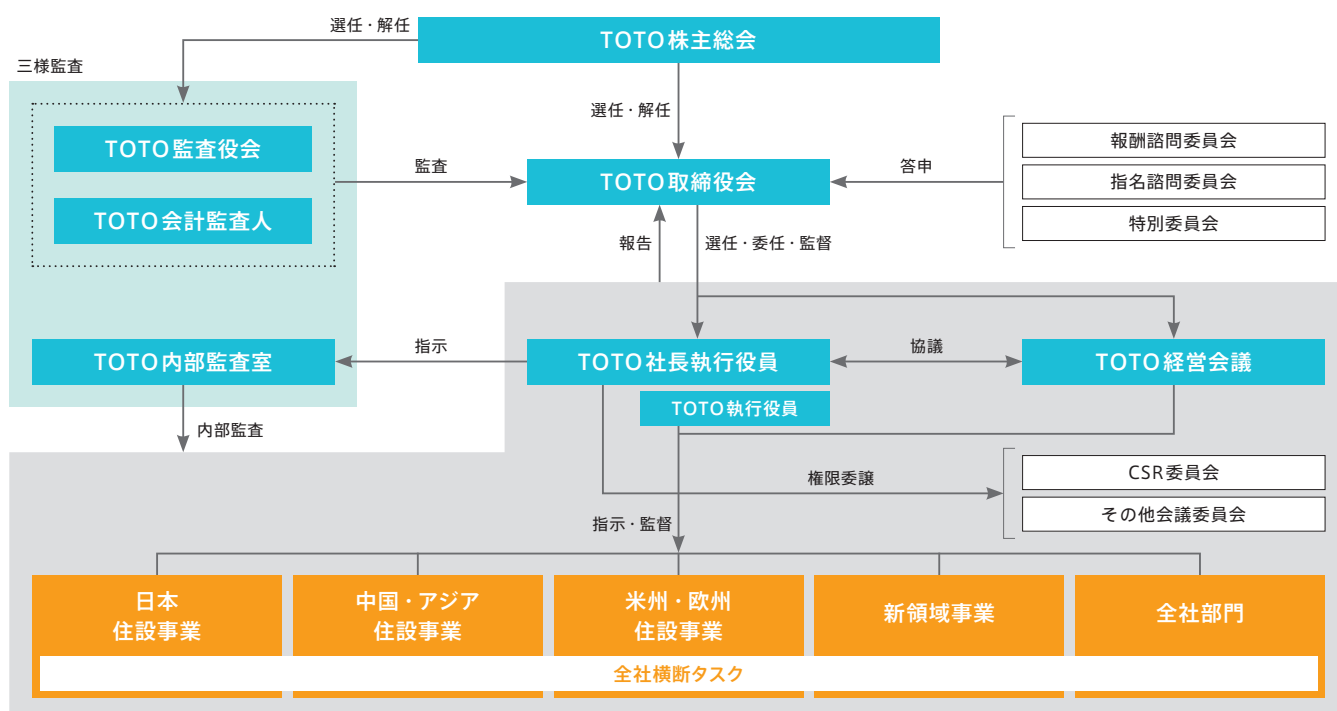 選任・解任
TOTO株主総会
三様監査
選任・解任
TOTO監査役会
監査
TOTO取締役会
答申
報酬諮問委員会
指名諮問委員会
特別委員会
TOTO会計監査人
報告
選任・委任・監督
TOTO内部監査室
指示
TOTO社長執行役員
協議
TOTO経営会議
TOTO執行役員
内部監査
権限委譲
CSR委員会
その他会議委員会
指示・監督
日本
住設事業
中国・アジア
住設事業
米州・欧州
住設事業
新領域事業
全社部門
全社横断タスク